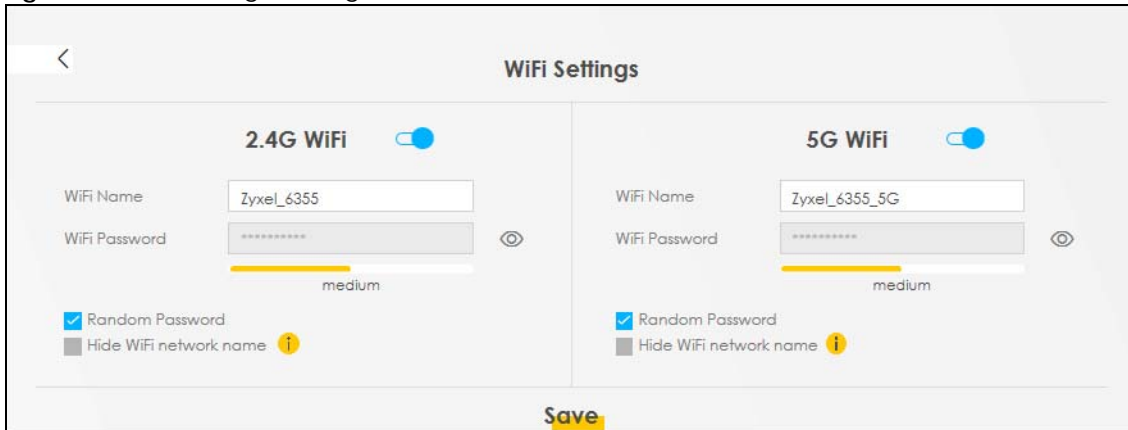 WiFi Settings
2.4G WiFi
WiFi Name
Zyxel_6355
WiFi Password
**********
medium
Random Password
Hide WiFi network name i
5G WiFi
WiFi Name
Zyxel_6355_5G
WiFi Password
**********
medium
Random Password
Hide WiFi network name i
Save